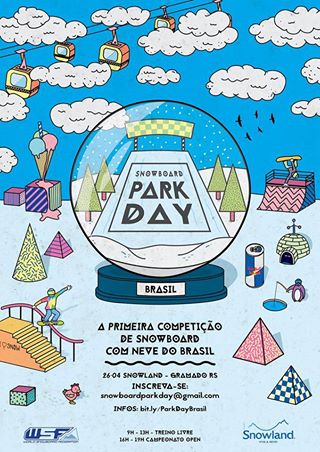 SNOWBOARD
PARK
DAY
BRASIL
A PRIMEIRA COMPETIÇÃO
DE SNOWBOARD
COM NEVE DO BRASIL
26·04 SNOWLAND - GRAMADO RS
INSCREVA-SE:
snowboardparkday@gmail.com
INFOS: bit.ly/ParkDayBrasil
9H - 13H - TREINO LIVRE
16H - 19H CAMPEONATO OPEN
WSF
Snowland